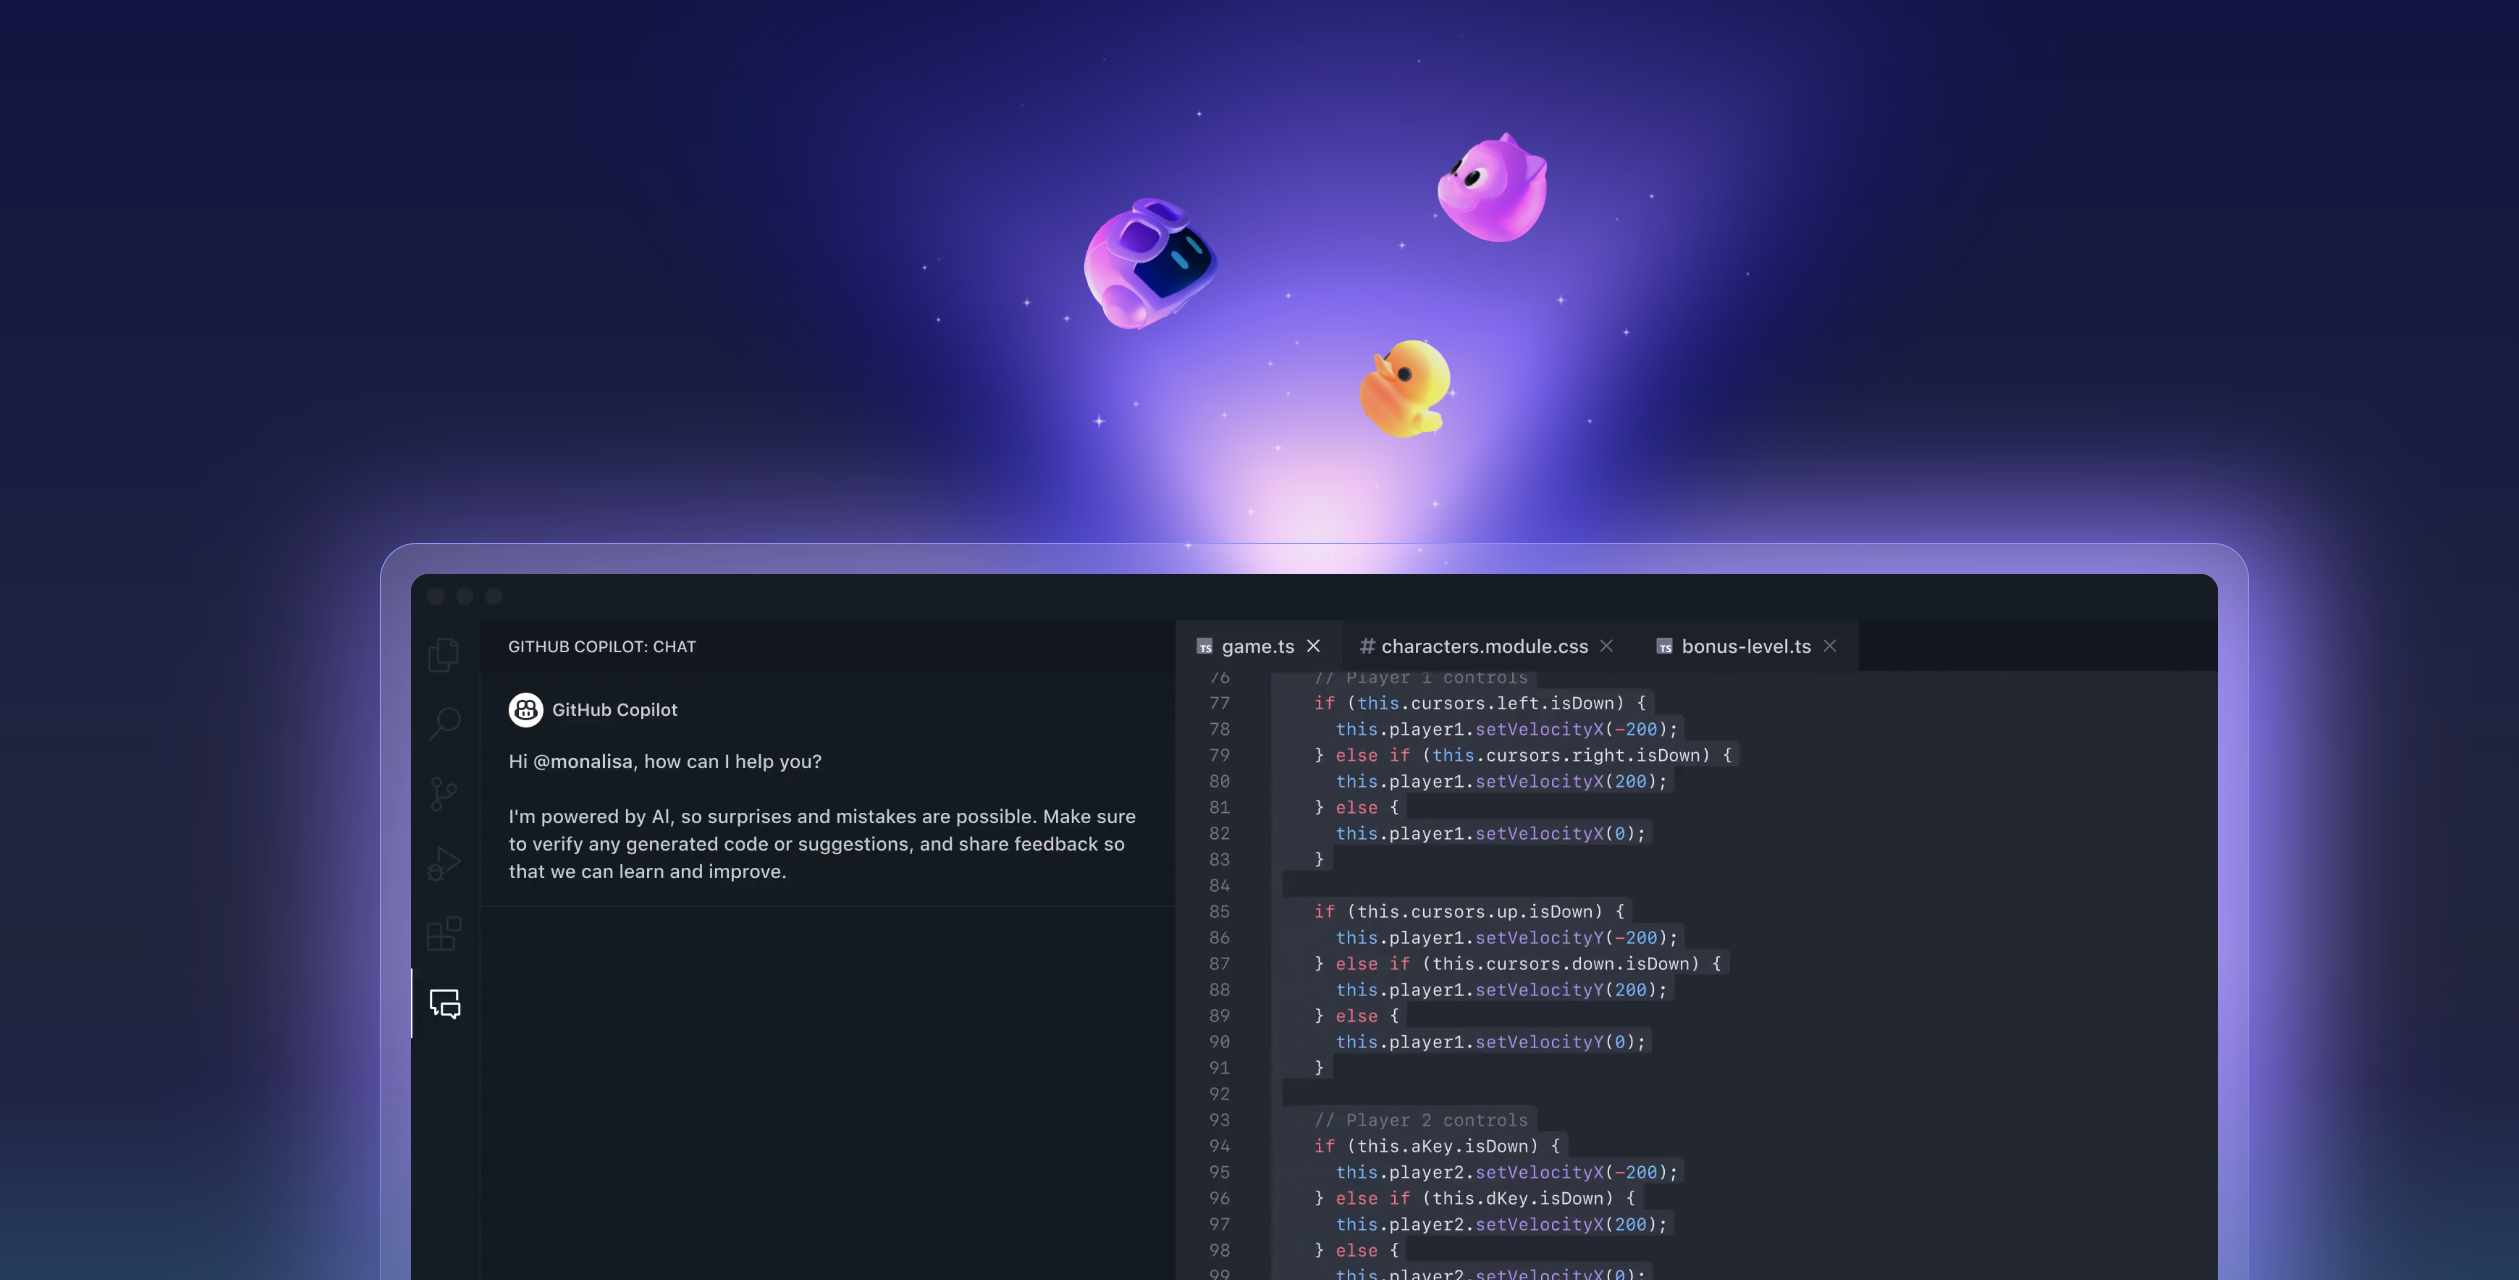 GITHUB COPILOT: CHAT
GitHub Copilot
Hi @monalisa, how can I help you?
I'm powered by AI, so surprises and mistakes are possible. Make sure
to verify any generated code or suggestions, and share feedback so
that we can learn and improve.
TS game.ts # characters.module.css TS bonus-level.ts
76 // Player 1 controls
77 if (this.cursors.left.isDown) {
78 this.player1.setVelocityX(-200);
79 } else if (this.cursors.right.isDown) {
80 this.player1.setVelocityX(200);
81 } else {
82 this.player1.setVelocityX(0);
83 }
84
85 if (this.cursors.up.isDown) {
86 this.player1.setVelocityY(-200);
87 } else if (this.cursors.down.isDown) {
88 this.player1.setVelocityY(200);
89 } else {
90 this.player1.setVelocityY(0);
91 }
92
93 // Player 2 controls
94 if (this.aKey.isDown) {
95 this.player2.setVelocityX(-200);
96 } else if (this.dKey.isDown) {
97 this.player2.setVelocityX(200);
98 } else {
99 this.player2.setVelocityX(0);